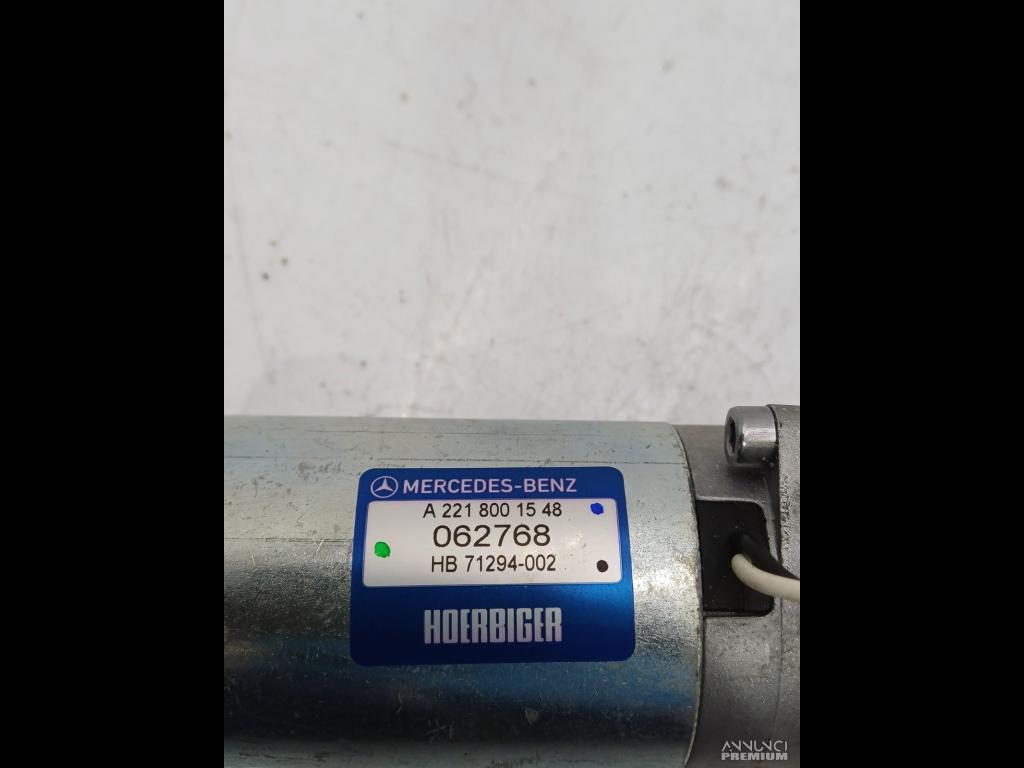 MERCEDES-BENZ
A 221 800 15 48
062768
HB 71294-002
HOERBIGER
ANNUNCI
PREMIUM